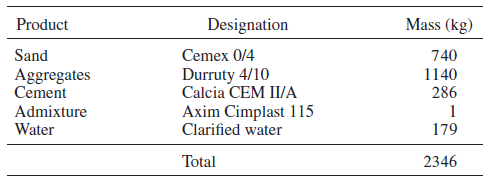 Product Designation Mass (kg)
Sand Cemex 0/4 740
Aggregates Durruty 4/10 1140
Cement Calcia CEM II/A 286
Admixture Axim Cimplast 115 1
Water Clarified water 179
Total 2346